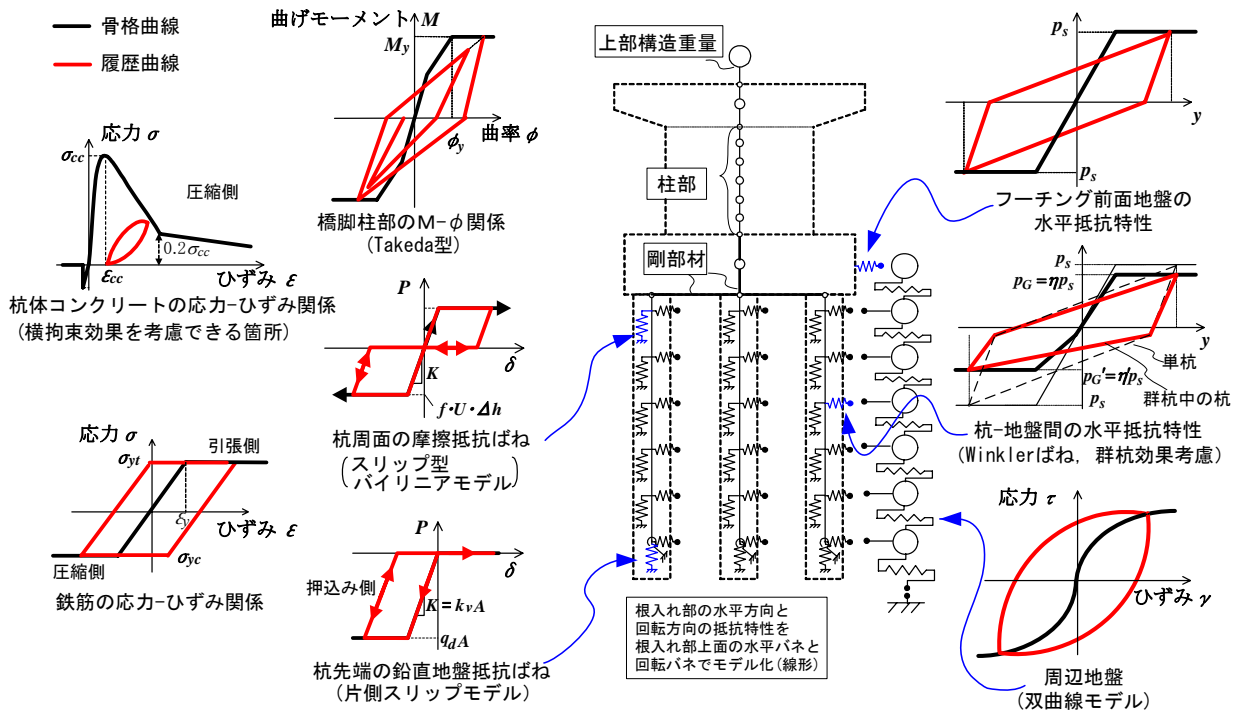 骨格曲線
履歴曲線
応力 σ
σcc
圧縮側
0.2σcc
εcc
ひずみ ε
杭体コンクリートの応力-ひずみ関係
(横拘束効果を考慮できる箇所)
応力 σ
引張側
σyt
εy
ひずみ ε
σyc
圧縮側
鉄筋の応力-ひずみ関係
曲げモーメント M
My
曲率 φ
φy
橋脚柱部のM-φ関係
(Takeda型)
P
δ
K
f・U・Δh
杭周面の摩擦抵抗ばね
(スリップ型
バイリニアモデル)
P
δ
押込み側
K=kvA
qdA
杭先端の鉛直地盤抵抗ばね
(片側スリップモデル)
上部構造重量
柱部
剛部材
根入れ部の水平方向と
回転方向の抵抗特性を
根入れ部上面の水平バネと
回転バネでモデル化(線形)
ps
y
ps
フーチング前面地盤の
水平抵抗特性
ps
pG=ηps
y
単杭
pG'=η'ps
群杭中の杭
ps
杭-地盤間の水平抵抗特性
(Winklerばね, 群杭効果考慮)
応力 τ
ひずみ γ
周辺地盤
(双曲線モデル)